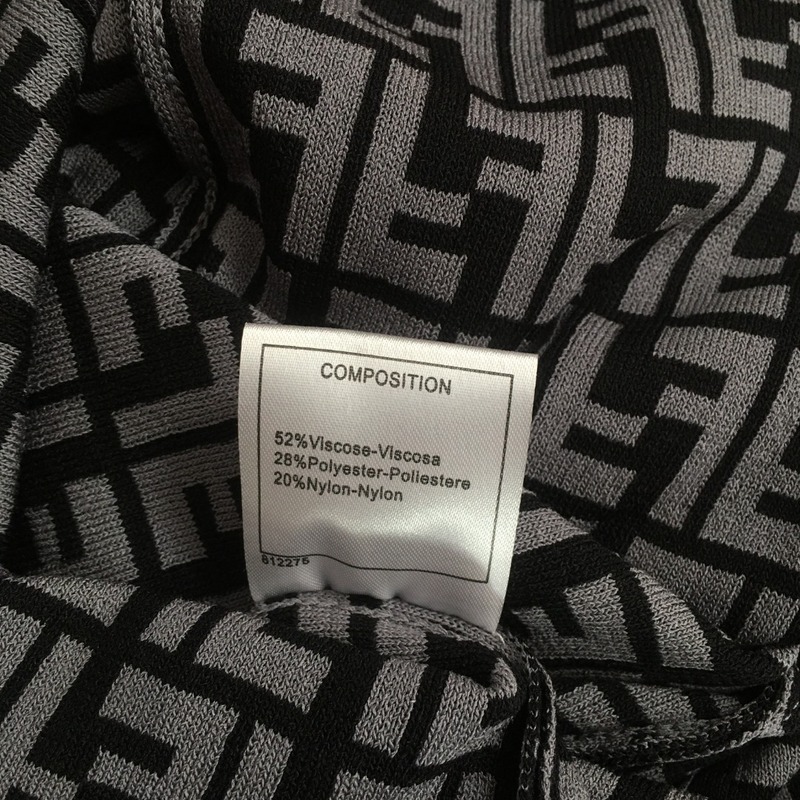 COMPOSITION
52%Viscose-Viscosa
28%Polyester-Poliestere
20%Nylon-Nylon
612275